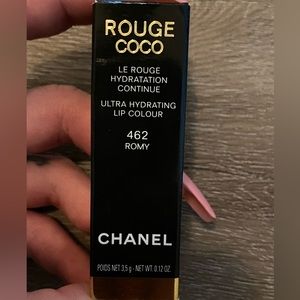 ROUGE
COCO
LE ROUGE
HYDRATATION
CONTINUE
ULTRA HYDRATING
LIP COLOUR
462
ROMY
CHANEL
POIDS NET 3,5 g - NET WT. 0.12 OZ.